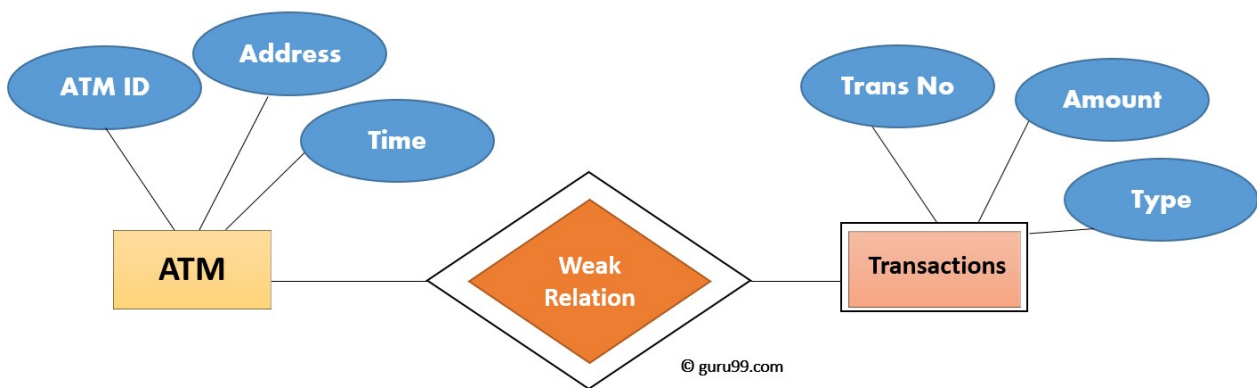 ATM ID
Address
Time
Trans No
Amount
Type
ATM
Weak
Relation
Transactions
© guru99.com